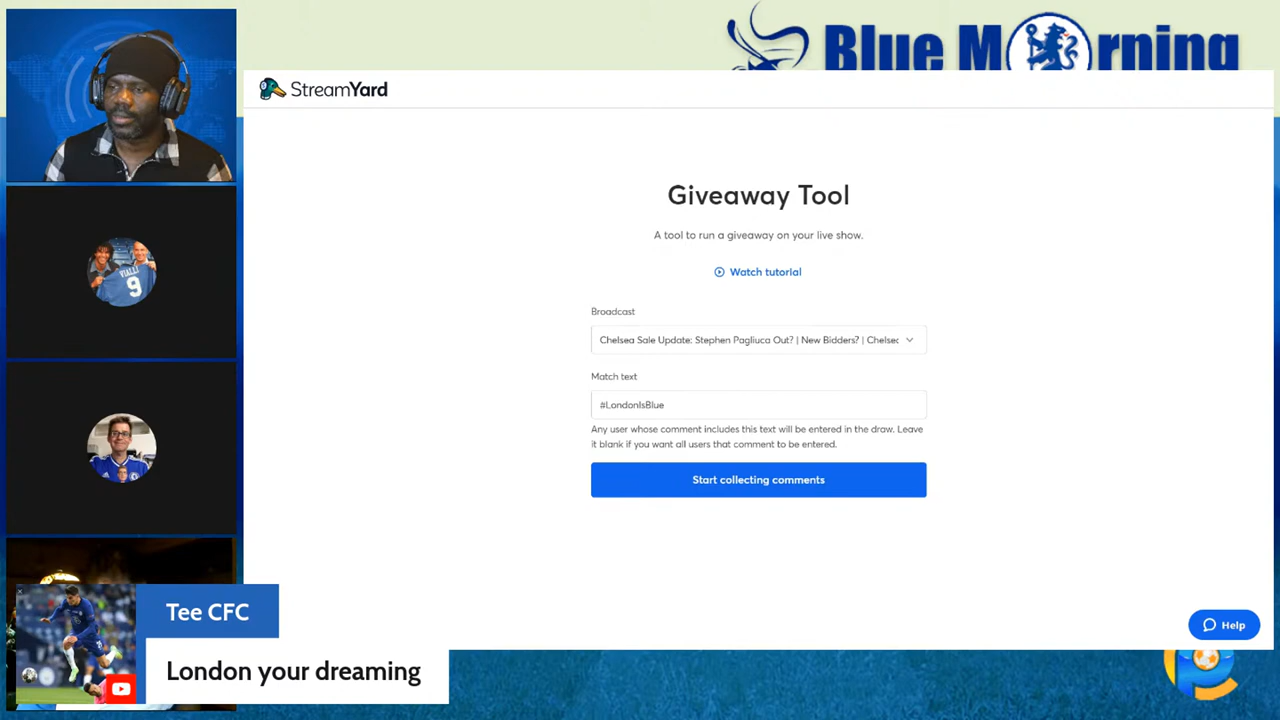 Blue Morning
StreamYard
Giveaway Tool
A tool to run a giveaway on your live show.
Watch tutorial
Broadcast
Chelsea Sale Update: Stephen Pagliuca Out? | New Bidders? | Chelsea
Match text
#LondonIsBlue
Any user whose comment includes this text will be entered in the draw. Leave
it blank if you want all users that comment to be entered.
Start collecting comments
Help
VIALLI
9
Tee CFC
London your dreaming